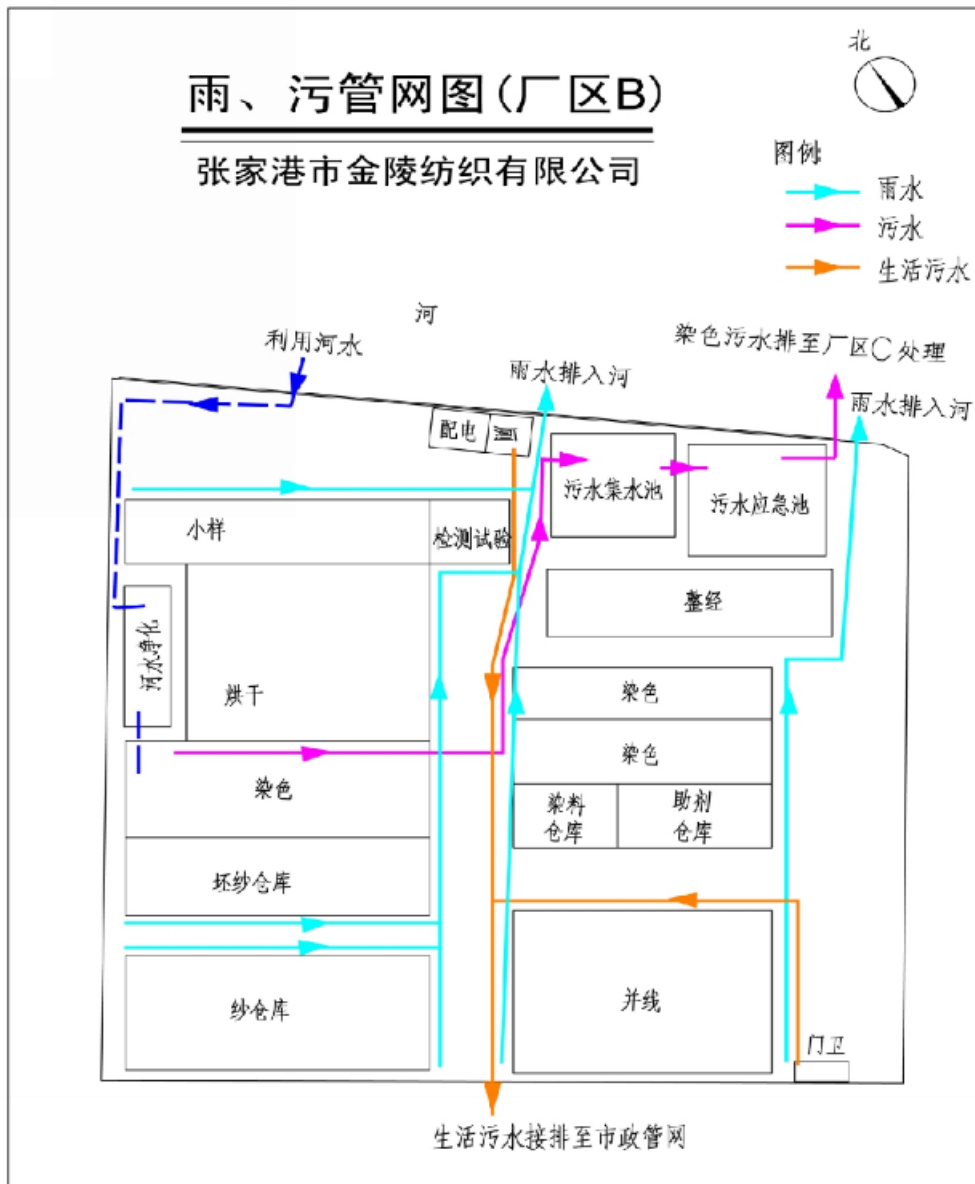 北
雨、污管网图(厂区B)
张家港市金陵纺织有限公司
图例
雨水
污水
生活污水
河
利用河水
雨水排入河
染色污水排至厂区C处理
雨水排入河
配电
污水集水池
污水应急池
小样
检测试验
整经
河水净化
烘干
染色
染色
染色
染料
仓库
助剂
仓库
坯纱仓库
纱仓库
并线
门卫
生活污水接排至市政管网